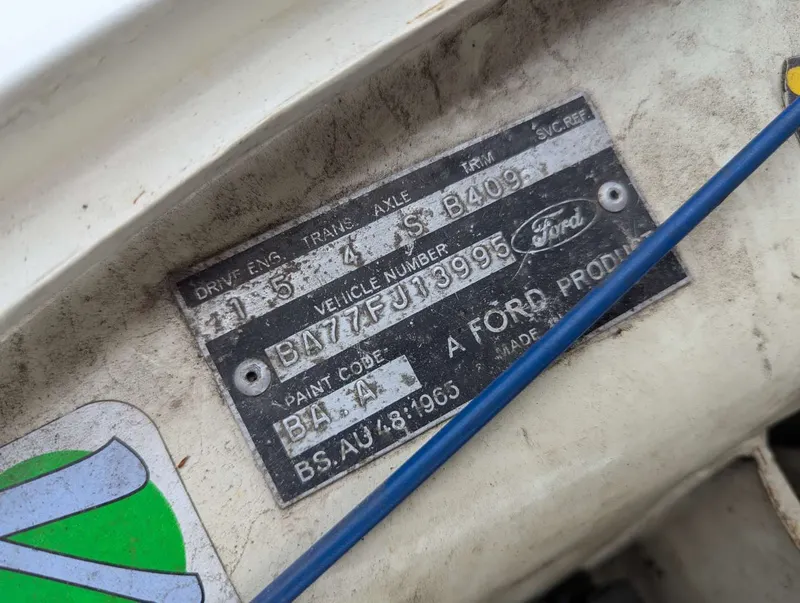 DRIVE ENG. TRANS. AXLE TRIM SVC.REF.
1 5 4 S B409
VEHICLE NUMBER
BA77FJ13995 Ford
PAINT CODE A FORD PRODUC
BA A MADE
BS.AU 48:1965